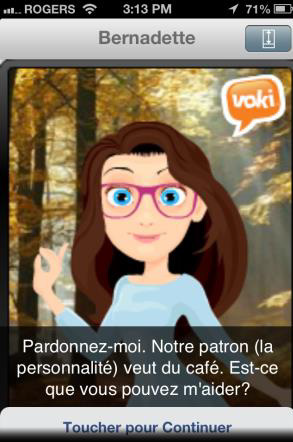 ROGERS 3:13 PM 71%
Bernadette
voki
Pardonnez-moi. Notre patron (la
personnalité) veut du café. Est-ce
que vous pouvez m'aider?
Toucher pour Continuer